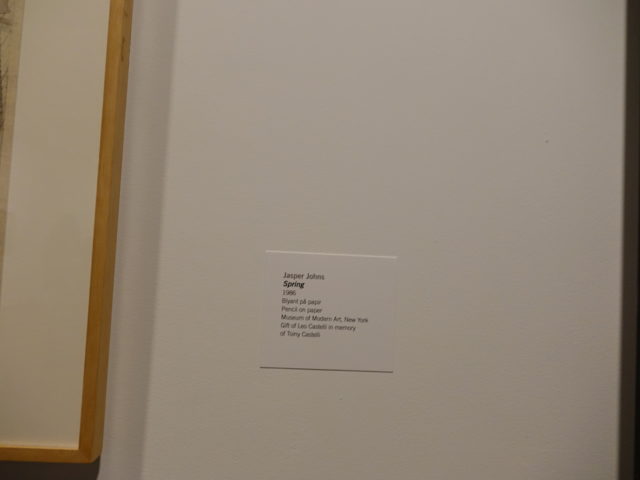 Jasper Johns
Spring
1986
Blyant på papir
Pencil on paper
Museum of Modern Art, New York
Gift of Leo Castelli in memory
of Toiny Castelli